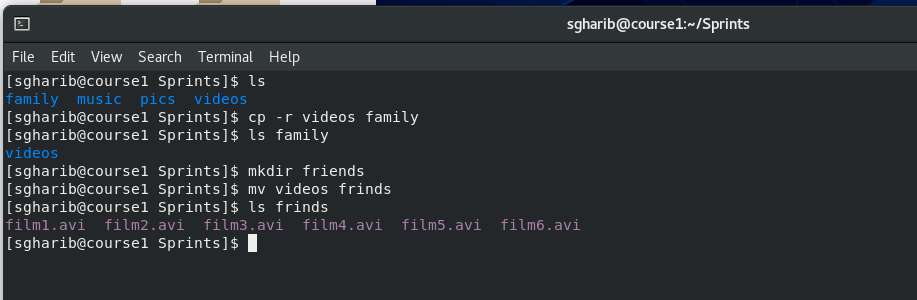 sgharib@course1:~/Sprints
File Edit View Search Terminal Help
[sgharib@course1 Sprints]$ ls
family music pics videos
[sgharib@course1 Sprints]$ cp -r videos family
[sgharib@course1 Sprints]$ ls family
videos
[sgharib@course1 Sprints]$ mkdir friends
[sgharib@course1 Sprints]$ mv videos frinds
[sgharib@course1 Sprints]$ ls frinds
film1.avi film2.avi film3.avi film4.avi film5.avi film6.avi
[sgharib@course1 Sprints]$